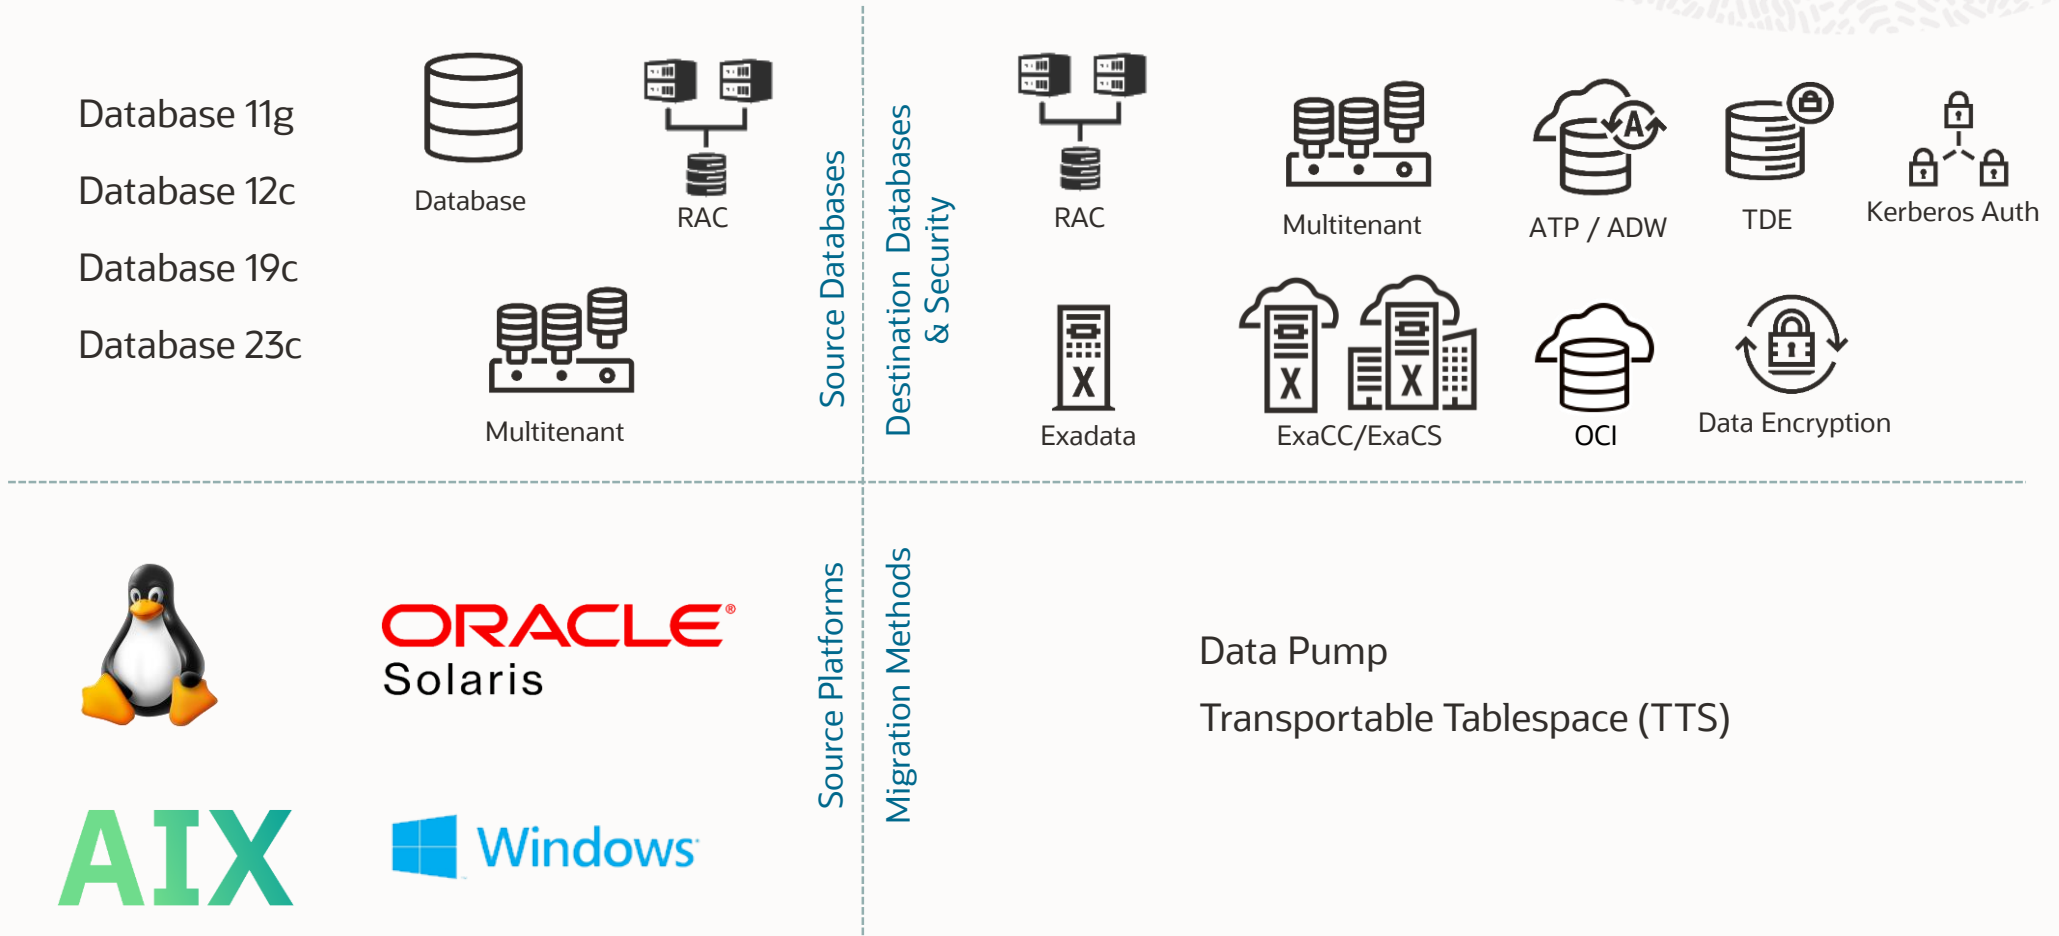 Database 11g
Database 12c
Database 19c
Database 23c
Database
RAC
Multitenant
Source Databases
Destination Databases
& Security
RAC
Multitenant
ATP / ADW
A
TDE
Kerberos Auth
X
Exadata
X
X
ExaCC/ExaCS
OCI
Data Encryption
ORACLE®
Solaris
AIX
Windows
Source Platforms
Migration Methods
Data Pump
Transportable Tablespace (TTS)